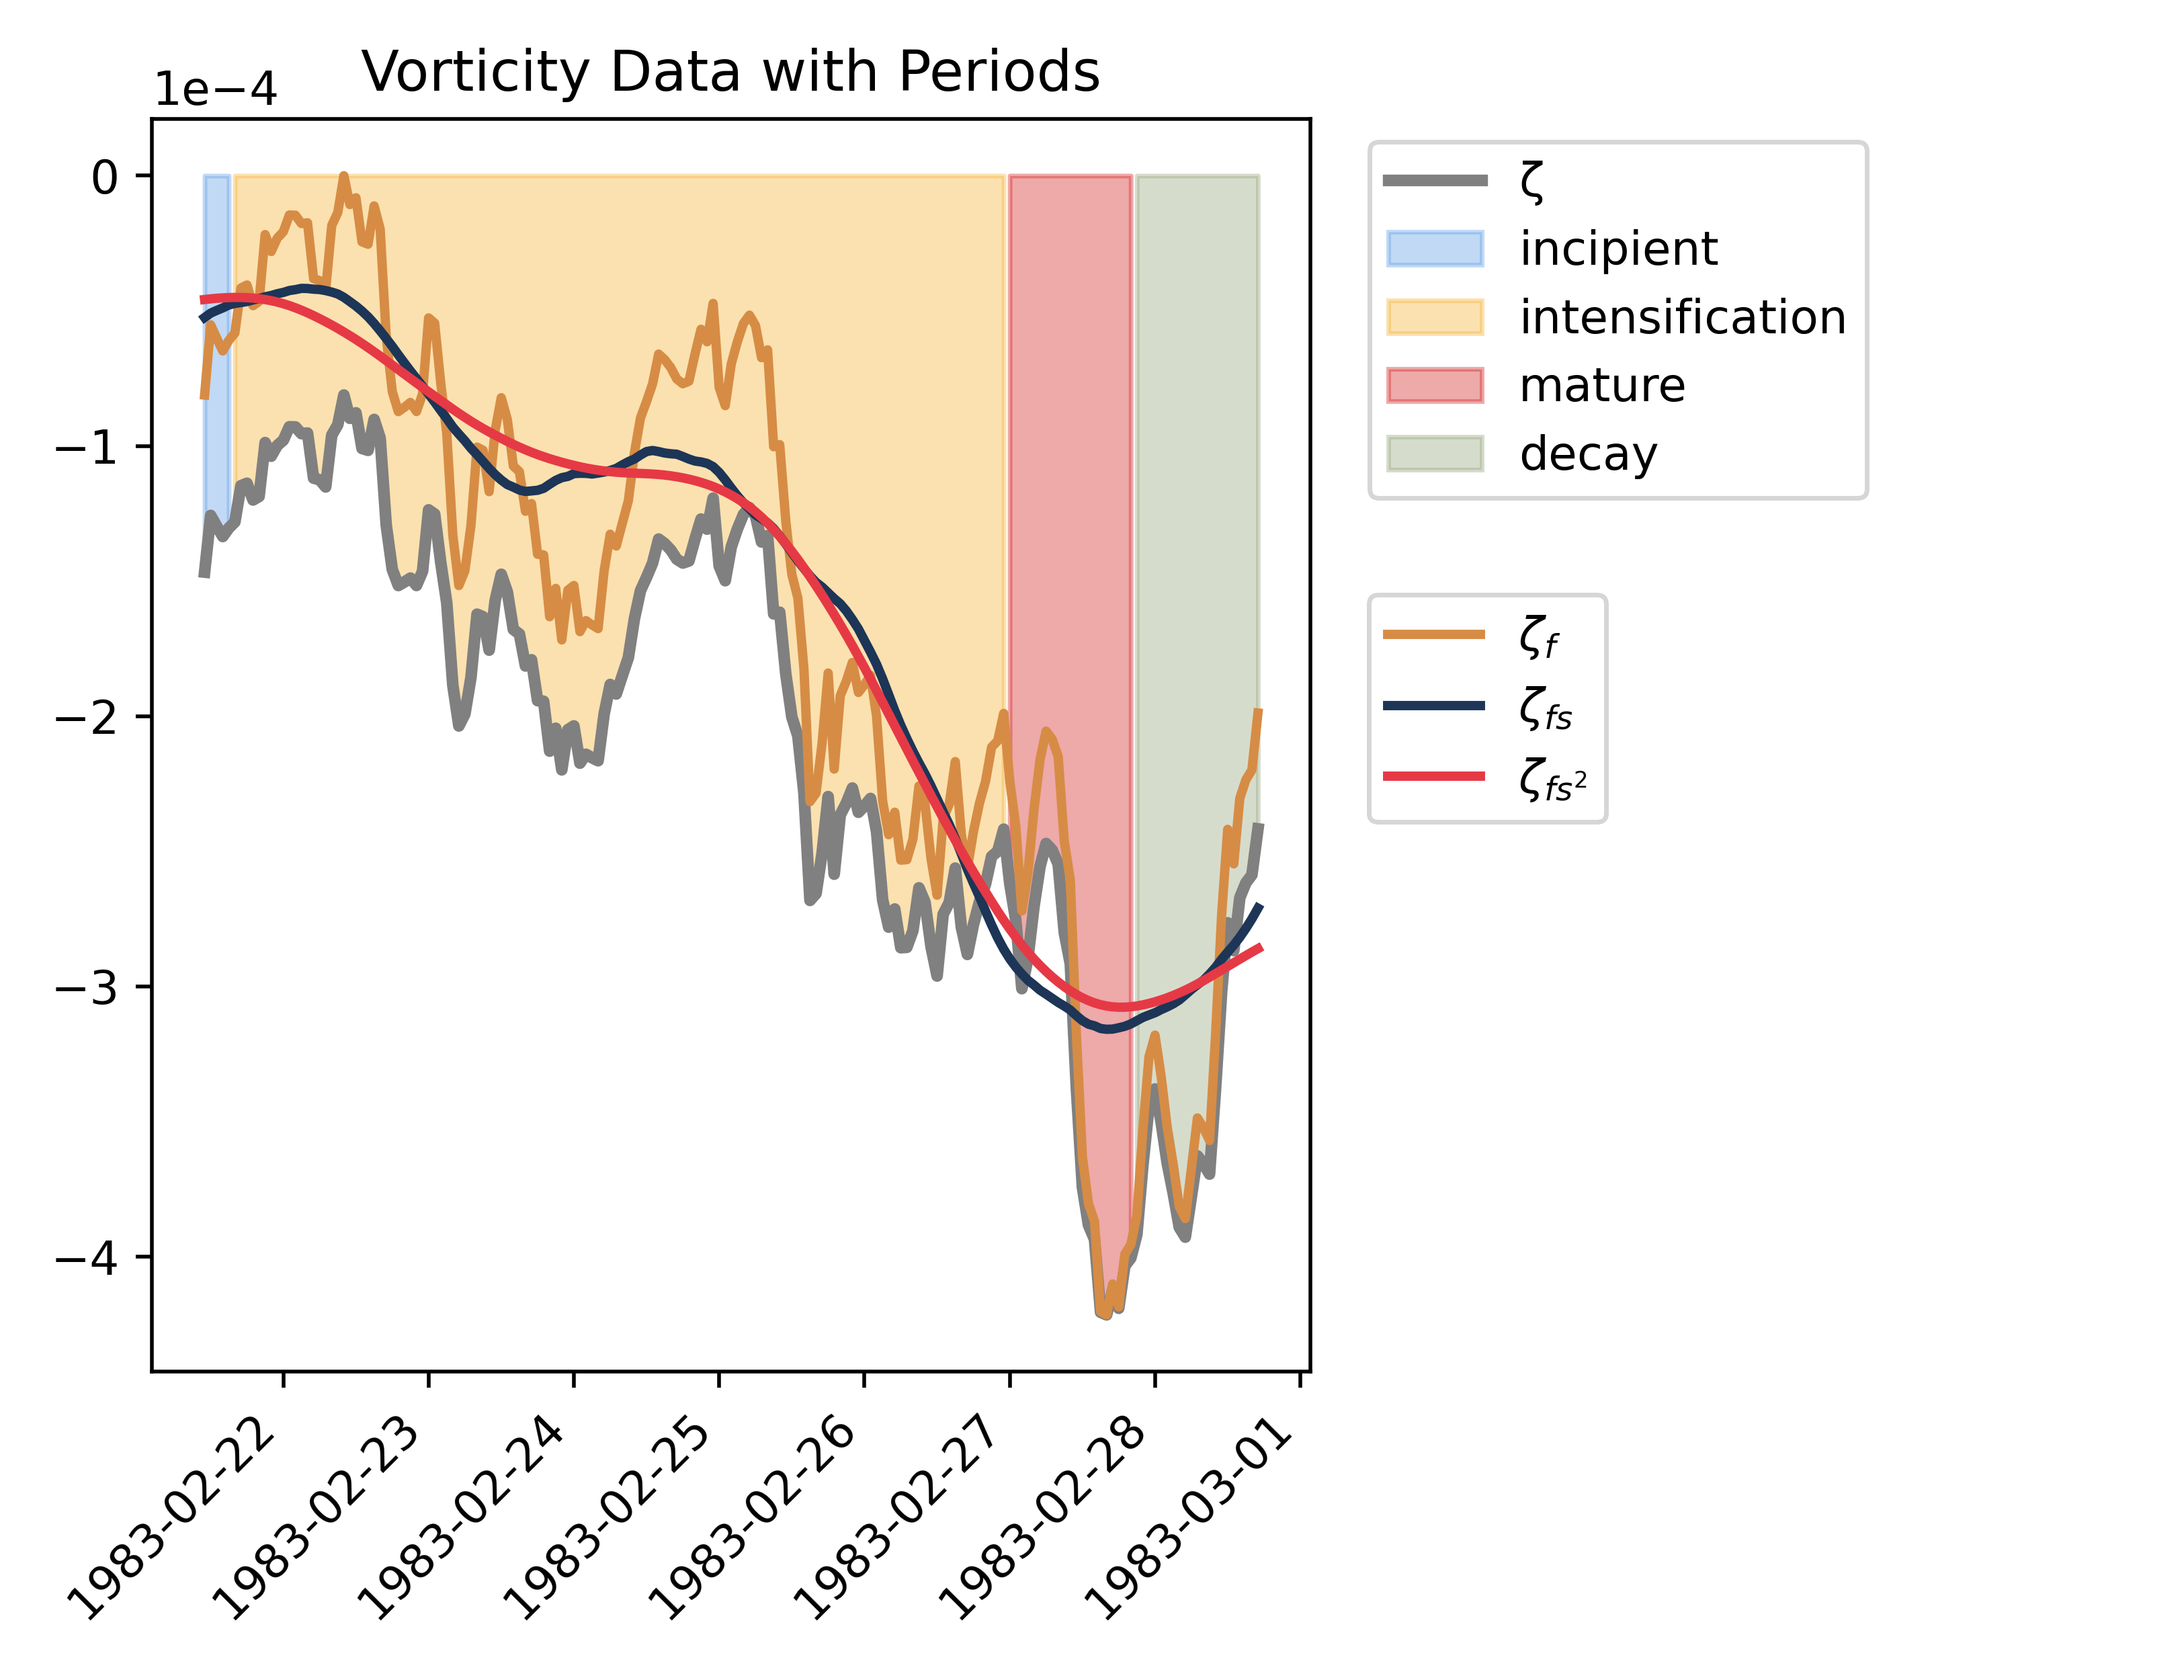 Vorticity Data with Periods
1e−4
0
−1
−2
−3
−4
1983-02-22
1983-02-23
1983-02-24
1983-02-25
1983-02-26
1983-02-27
1983-02-28
1983-03-01
ζ
incipient
intensification
mature
decay
ζf
ζfs
ζfs²